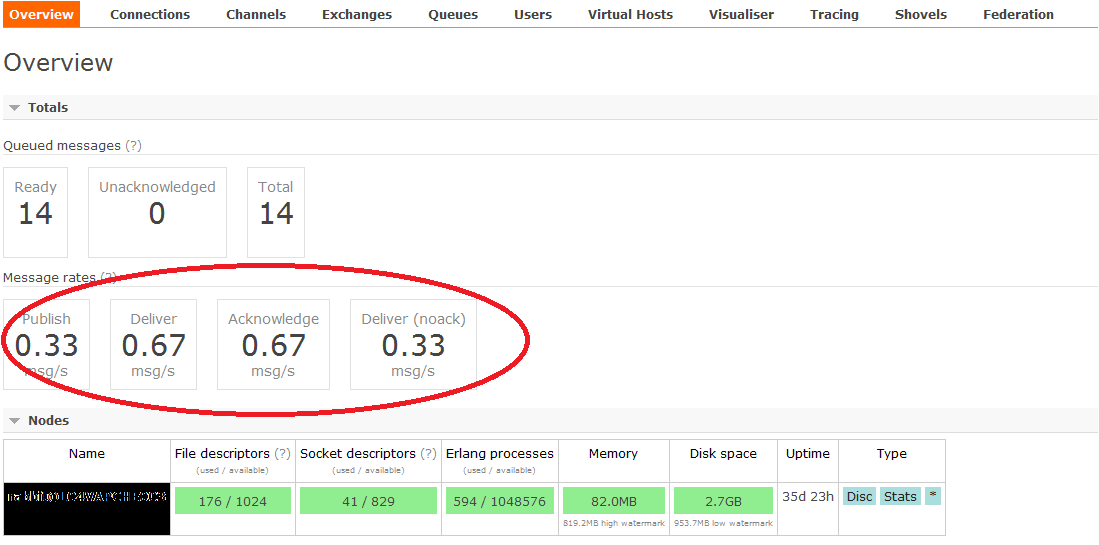 Overview Connections Channels Exchanges Queues Users Virtual Hosts Visualiser Tracing Shovels Federation
Overview
Totals
Queued messages (?)
Ready Unacknowledged Total
14 0 14
Message rates (?)
Publish Deliver Acknowledge Deliver (noack)
0.33 0.67 0.67 0.33
msg/s msg/s msg/s msg/s
Nodes
Name File descriptors (?) Socket descriptors (?) Erlang processes Memory Disk space Uptime Type
(used / available) (used / available) (used / available)
176 / 1024 41 / 829 594 / 1048576 82.0MB 2.7GB 35d 23h Disc Stats *
819.2MB high watermark 953.7MB low watermark